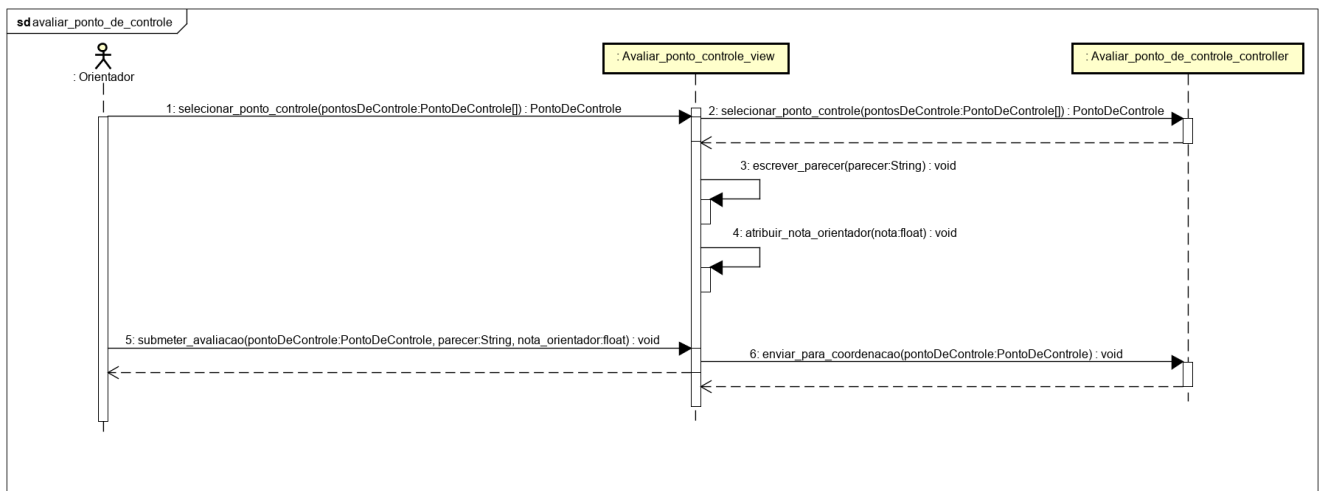 sd avaliar_ponto_de_controle
: Orientador
: Avaliar_ponto_controle_view
: Avaliar_ponto_de_controle_controller
1: selecionar_ponto_controle(pontosDeControle:PontoDeControle[]) : PontoDeControle
2: selecionar_ponto_controle(pontosDeControle:PontoDeControle[]) : PontoDeControle
3: escrever_parecer(parecer:String) : void
4: atribuir_nota_orientador(nota:float) : void
5: submeter_avaliacao(pontoDeControle:PontoDeControle, parecer:String, nota_orientador:float) : void
6: enviar_para_coordenacao(pontoDeControle:PontoDeControle) : void